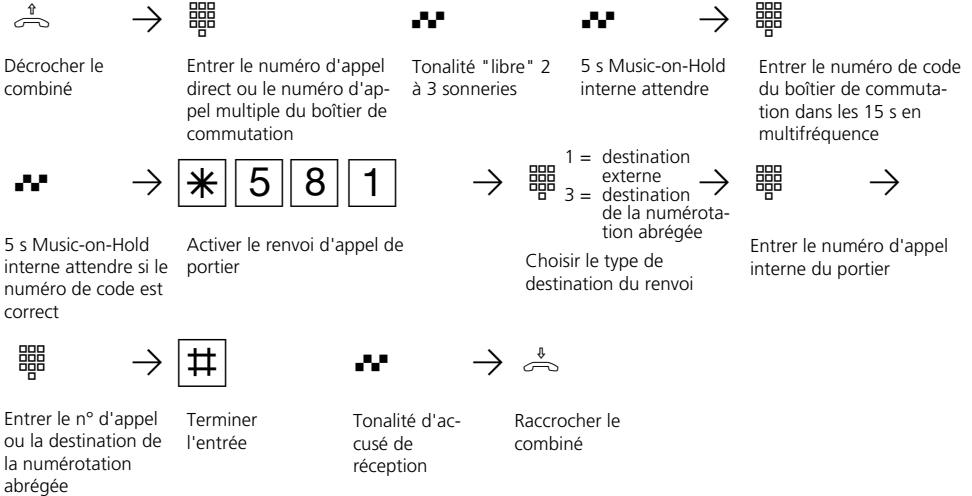 Décrocher le
combiné
Entrer le numéro d'appel
direct ou le numéro d'ap-
pel multiple du boîtier de
commutation
Tonalité "libre" 2
à 3 sonneries
5 s Music-on-Hold
interne attendre
Entrer le numéro de code
du boîtier de commuta-
tion dans les 15 s en
multifréquence
5 s Music-on-Hold
interne attendre si le
numéro de code est
correct
* 5 8 1
Activer le renvoi d'appel de
portier
1 = destination
externe
3 = destination
de la numérota-
tion abrégée
Choisir le type de
destination du renvoi
Entrer le numéro d'appel
interne du portier
Entrer le n° d'appel
ou la destination de
la numérotation
abrégée
#
Terminer
l'entrée
Tonalité d'ac-
cusé de
réception
Raccrocher le
combiné